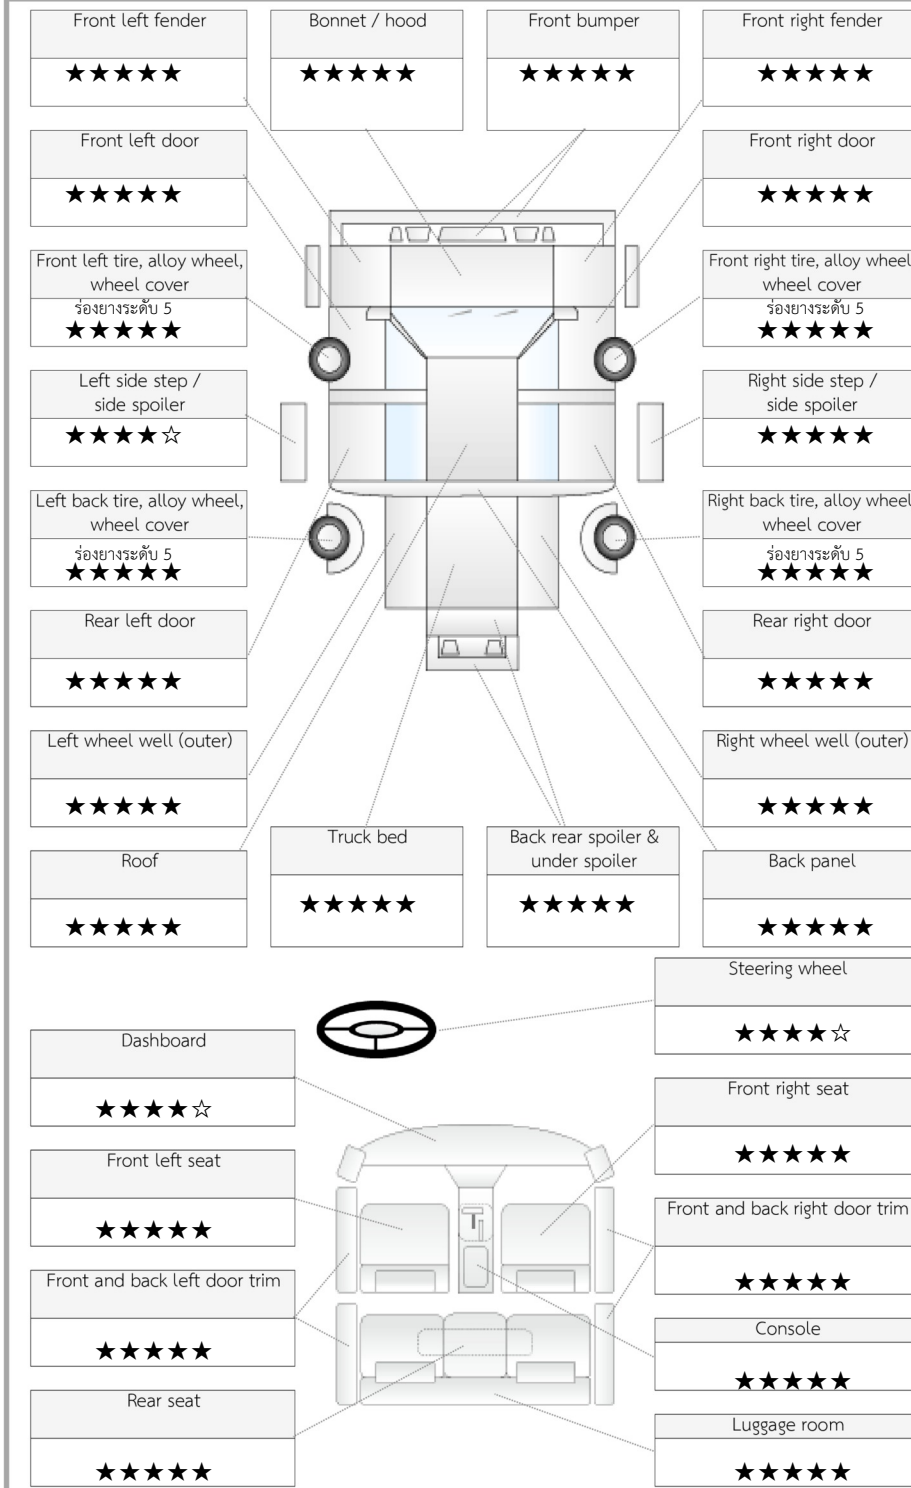 Front left fender
★★★★★
Bonnet / hood
★★★★★
Front bumper
★★★★★
Front right fender
★★★★★
Front left door
★★★★★
Front right door
★★★★★
Front left tire, alloy wheel,
wheel cover
ร่องยางระดับ 5
★★★★★
Front right tire, alloy wheel
wheel cover
ร่องยางระดับ 5
★★★★★
Left side step /
side spoiler
★★★★☆
Right side step /
side spoiler
★★★★★
Left back tire, alloy wheel,
wheel cover
ร่องยางระดับ 5
★★★★★
Right back tire, alloy wheel
wheel cover
ร่องยางระดับ 5
★★★★★
Rear left door
★★★★★
Rear right door
★★★★★
Left wheel well (outer)
★★★★★
Right wheel well (outer)
★★★★★
Roof
★★★★★
Truck bed
★★★★★
Back rear spoiler &
under spoiler
★★★★★
Back panel
★★★★★
Steering wheel
★★★★☆
Dashboard
★★★★☆
Front right seat
★★★★★
Front left seat
★★★★★
Front and back right door trim
★★★★★
Front and back left door trim
★★★★★
Console
★★★★★
Rear seat
★★★★★
Luggage room
★★★★★